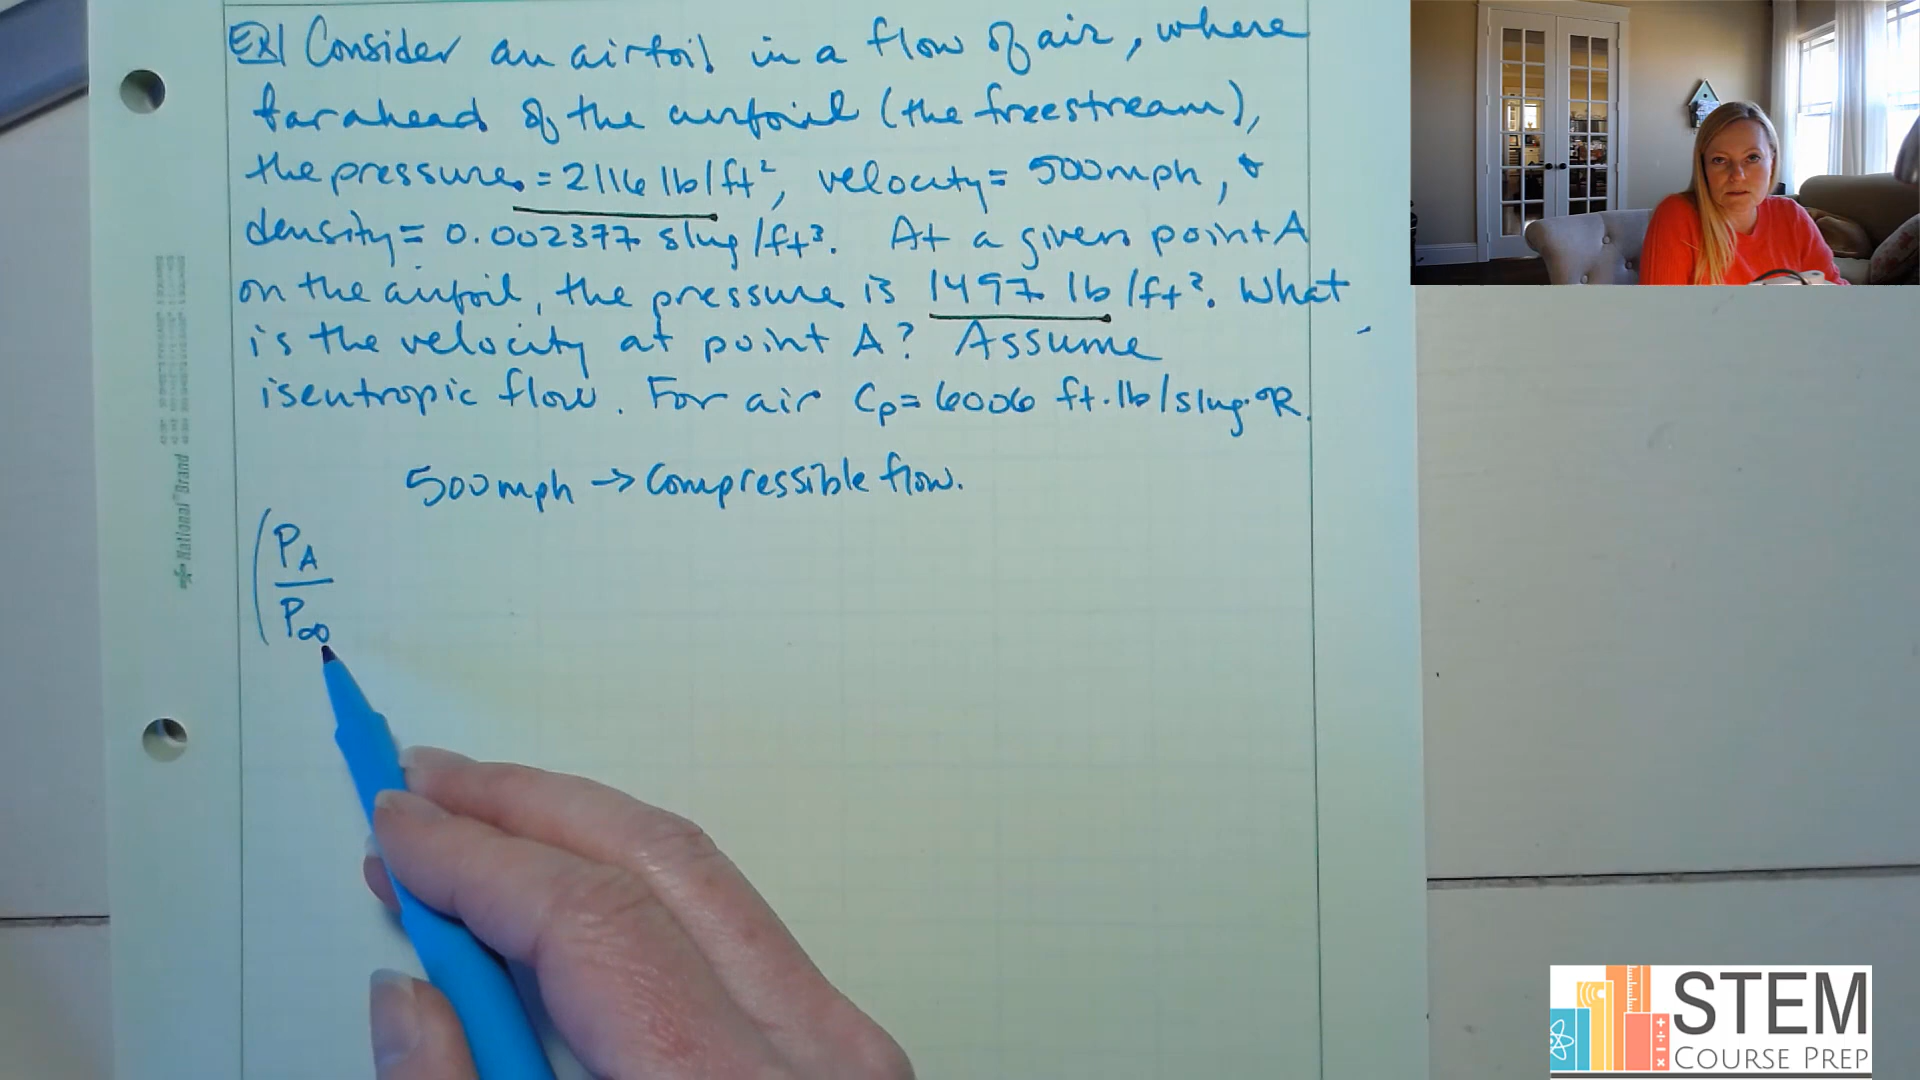 Ex1 Consider an airfoil in a flow of air, where
far ahead of the airfoil (the freestream),
the pressure = 2116 lb/ft², velocity = 500mph, &
density = 0.002377 slug/ft³. At a given point A
on the airfoil, the pressure is 1497 lb/ft². What
is the velocity at point A? Assume
isentropic flow. For air Cp = 6006 ft·lb/slug·°R.
500mph → Compressible flow.
(P_A
P∞
National Brand
STEM
COURSE PREP